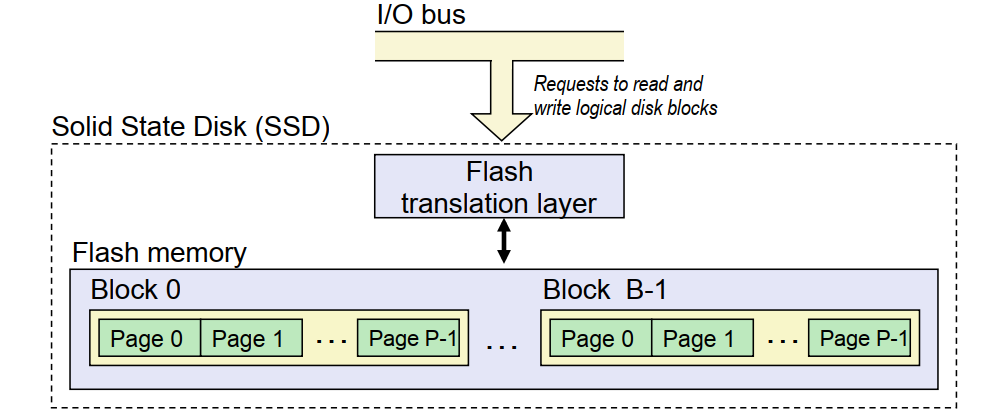 I/O bus
Requests to read and
write logical disk blocks
Solid State Disk (SSD)
Flash
translation layer
Flash memory
Block 0
Block B-1
Page 0 Page 1 ... Page P-1 ... Page 0 Page 1 ... Page P-1